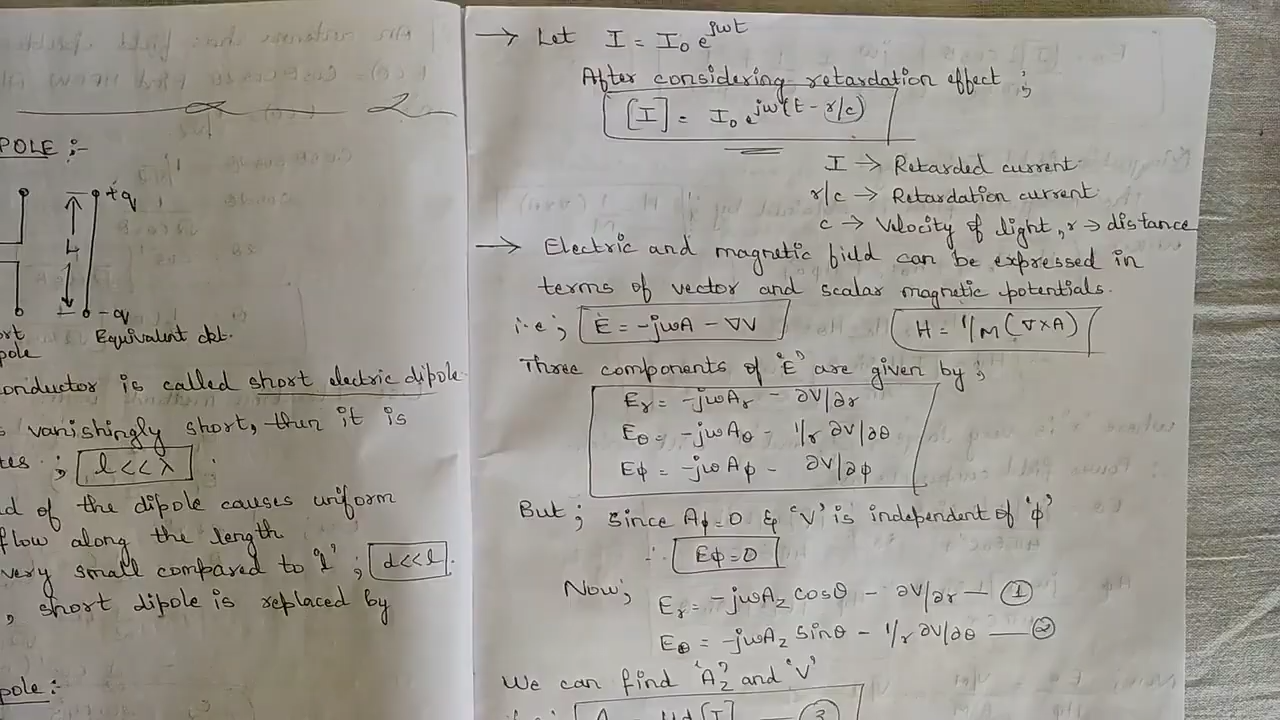 POLE :-
+q
L
-q
Equivalent ckt.
pole
conductor is called short electric dipole
vanishingly short, then it is
; l << λ
of the dipole causes uniform
flow along the length
very small compared to 'l' ; d<<l.
, short dipole is replaced by
pole :-
→ Let I = I₀ e^jωt
After considering retardation effect ;
[I] = I₀ e^jω(t - r/c)
I → Retarded current.
r/c → Retardation current.
c → Velocity of light, r → distance
→ Electric and magnetic field can be expressed in
terms of vector and scalar magnetic potentials.
i.e; E = -jωA - ∇V H = 1/μ (∇×A)
Three components of 'E' are given by ;
Er = -jωAr - ∂V/∂r
Eθ = -jωAθ - 1/r ∂V/∂θ
Eϕ = -jωAϕ - ∂V/∂ϕ
But ; since Aϕ=0 & 'V' is independent of 'ϕ'
∴ Eϕ=0
Now; Er = -jωAz cosθ - ∂V/∂r — ①
Eθ = -jωAz sinθ - 1/r ∂V/∂θ — ②
We can find 'Az' and 'V'
[I] — ③